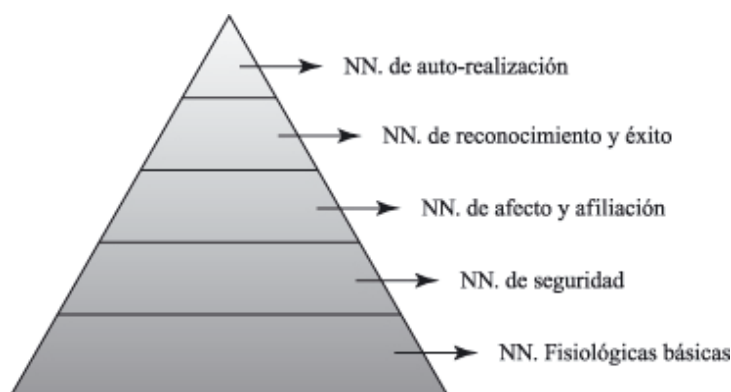 NN. de auto-realización
NN. de reconocimiento y éxito
NN. de afecto y afiliación
NN. de seguridad
NN. Fisiológicas básicas